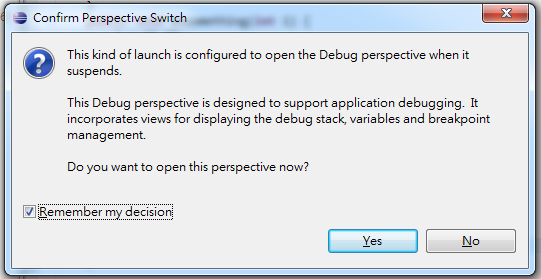 Confirm Perspective Switch
This kind of launch is configured to open the Debug perspective when it
suspends.
This Debug perspective is designed to support application debugging. It
incorporates views for displaying the debug stack, variables and breakpoint
management.
Do you want to open this perspective now?
Remember my decision
Yes No